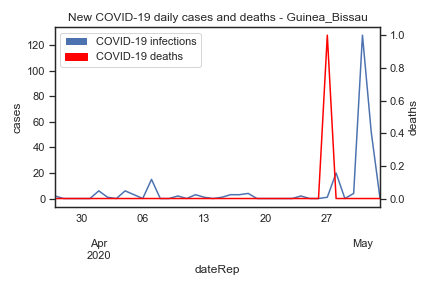 New COVID-19 daily cases and deaths - Guinea_Bissau
COVID-19 infections
COVID-19 deaths
120
100
80
60
40
20
0
cases
1.0
0.8
0.6
0.4
0.2
0.0
deaths
30 06 13 20 27
Apr May
2020
dateRep